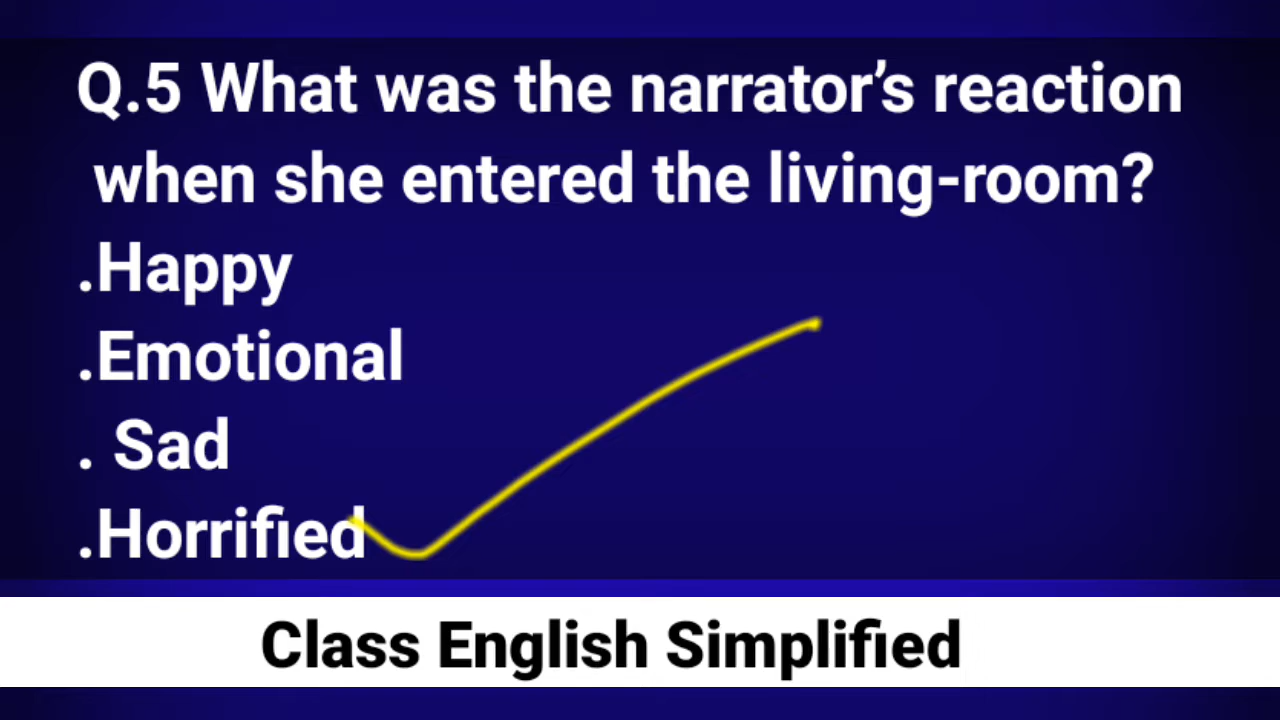 Q.5 What was the narrator’s reaction
when she entered the living-room?
.Happy
.Emotional
. Sad
.Horrified
Class English Simplified